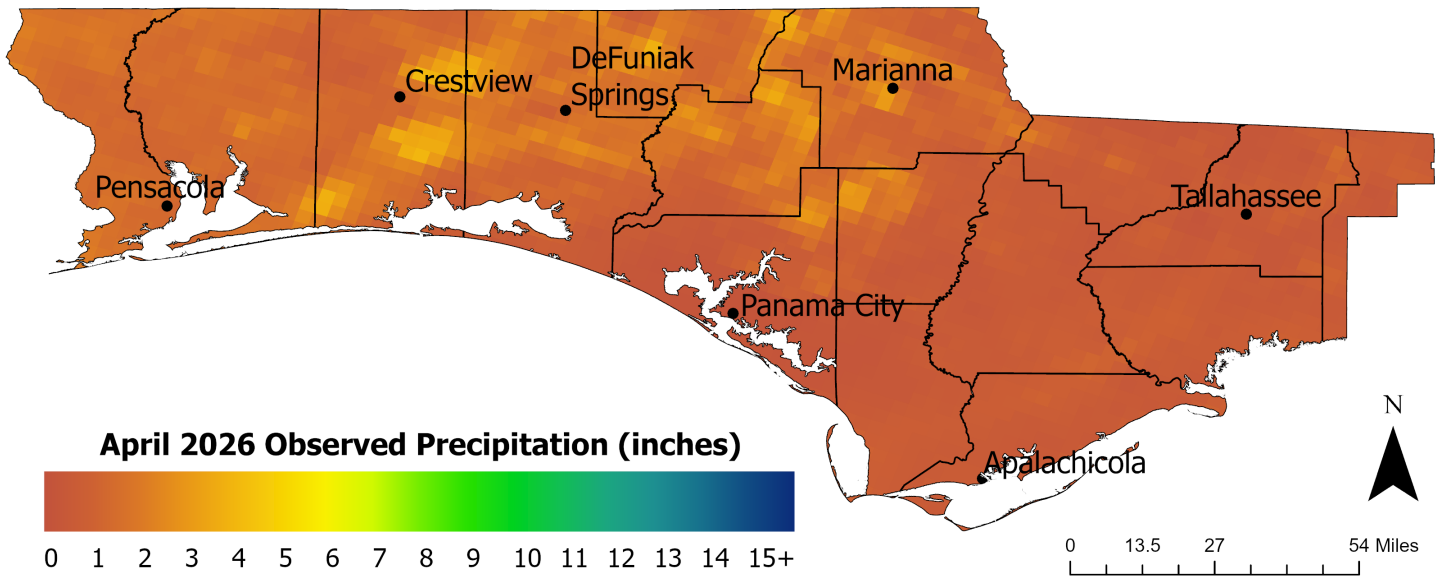 DeFuniak
Springs
Crestview
Marianna
Pensacola
Tallahassee
Panama City
Apalachicola
April 2026 Observed Precipitation (inches)
0 1 2 3 4 5 6 7 8 9 10 11 12 13 14 15+
N
0 13.5 27 54 Miles